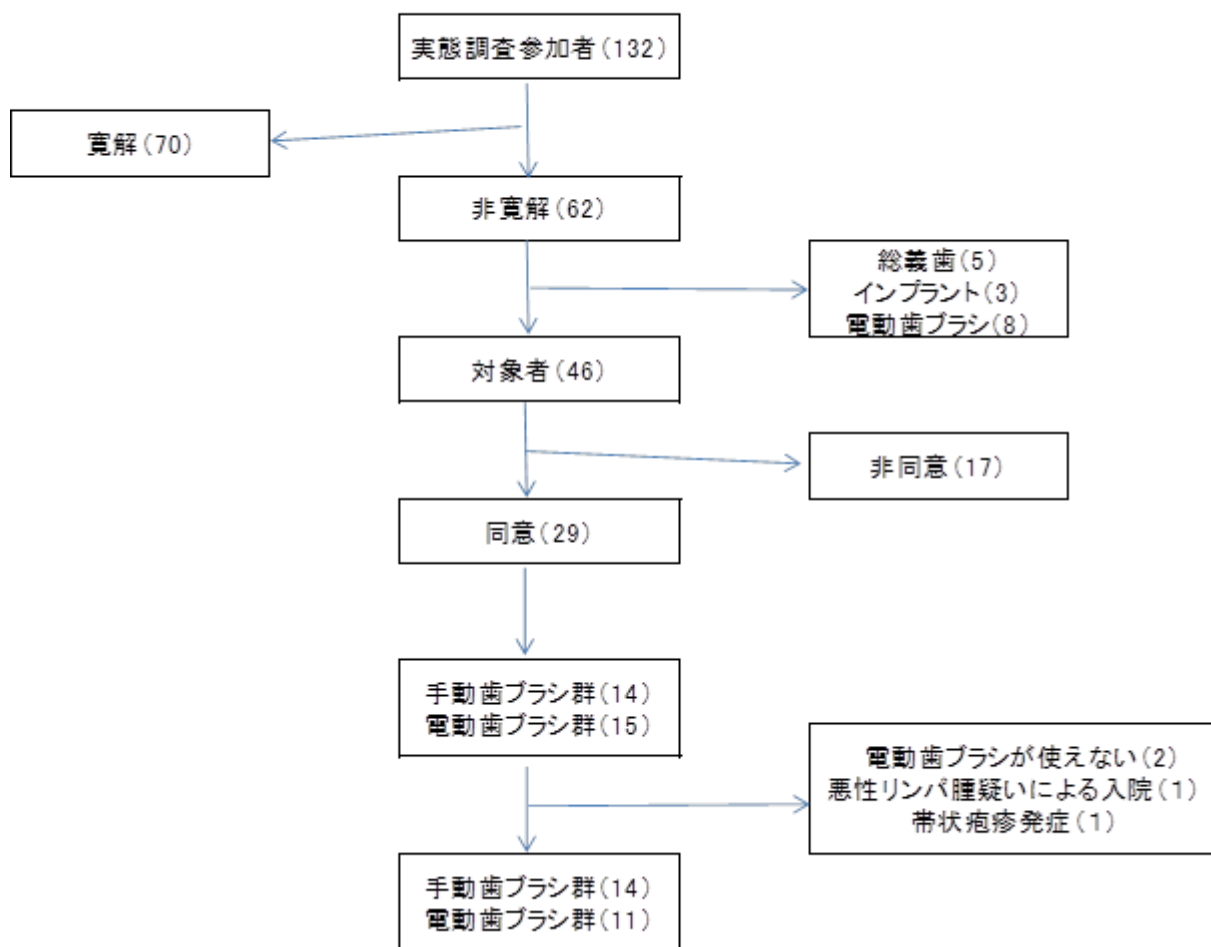 実態調査参加者（132）
寛解（70）
非寛解（62）
総義歯（5）
インプラント（3）
電動歯ブラシ（8）
対象者（46）
非同意（17）
同意（29）
手動歯ブラシ群（14）
電動歯ブラシ群（15）
電動歯ブラシが使えない（2）
悪性リンパ腫疑いによる入院（1）
帯状疱疹発症（1）
手動歯ブラシ群（14）
電動歯ブラシ群（11）